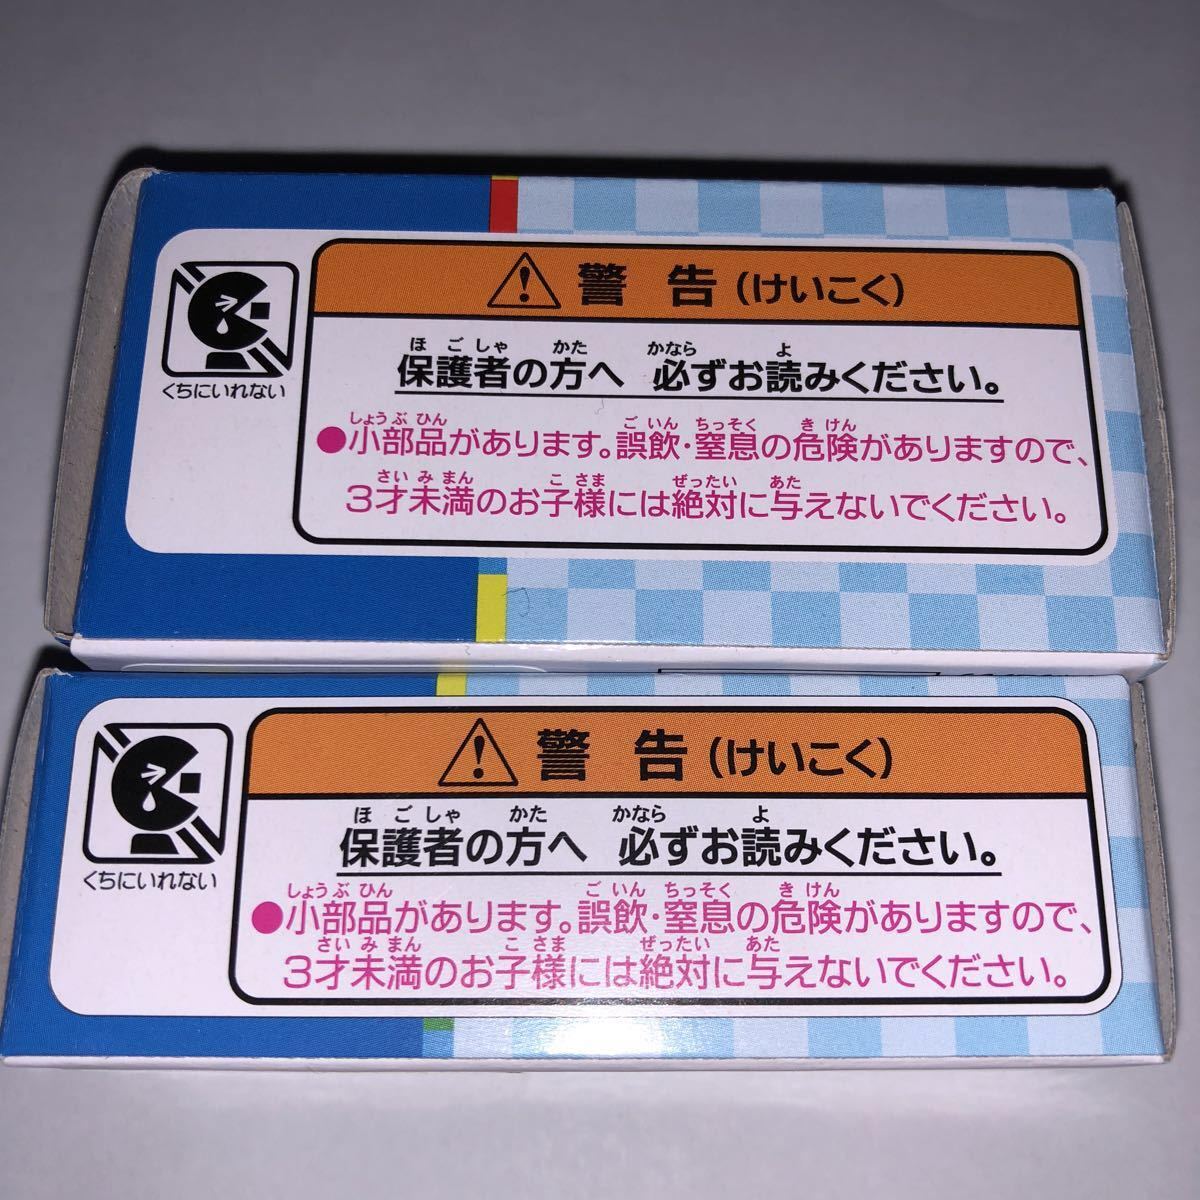 警告(けいこく)
ほごしゃ かた かなら よ
保護者の方へ 必ずお読みください。
しょうぶひん ごいん ちっそく きけん
●小部品があります。誤飲・窒息の危険がありますので、
さいみまん こさま ぜったい あた
3才未満のお子様には絶対に与えないでください。
くちにいれない
警告(けいこく)
ほごしゃ かた かなら よ
保護者の方へ 必ずお読みください。
しょうぶひん ごいん ちっそく きけん
●小部品があります。誤飲・窒息の危険がありますので、
さいみまん こさま ぜったい あた
3才未満のお子様には絶対に与えないでください。
くちにいれない